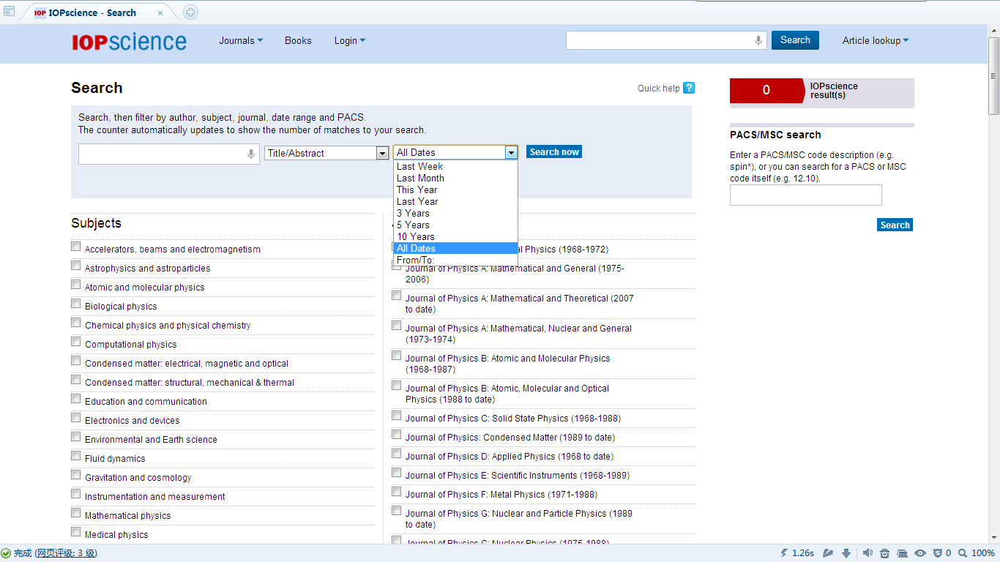 IOP IOPscience - Search
IOPscience
Journals
Books
Login
Search
Article lookup
Search
Quick help ?
Search, then filter by author, subject, journal, date range and PACS.
The counter automatically updates to show the number of matches to your search.
Title/Abstract
All Dates
Search now
Last Week
Last Month
This Year
Last Year
3 Years
5 Years
10 Years
All Dates
From/To:
0
IOPscience
result(s)
PACS/MSC search
Enter a PACS/MSC code description (e.g.
spin*), or you can search for a PACS or MSC
code itself (e.g. 12.10).
Search
Subjects
Accelerators, beams and electromagnetism
Astrophysics and astroparticles
Atomic and molecular physics
Biological physics
Chemical physics and physical chemistry
Computational physics
Condensed matter: electrical, magnetic and optical
Condensed matter: structural, mechanical & thermal
Education and communication
Electronics and devices
Environmental and Earth science
Fluid dynamics
Gravitation and cosmology
Instrumentation and measurement
Mathematical physics
Medical physics
Physics (1968-1972)
Journal of Physics A: Mathematical and General (1975-
2006)
Journal of Physics A: Mathematical and Theoretical (2007
to date)
Journal of Physics A: Mathematical, Nuclear and General
(1973-1974)
Journal of Physics B: Atomic and Molecular Physics
(1968-1987)
Journal of Physics B: Atomic, Molecular and Optical
Physics (1988 to date)
Journal of Physics C: Solid State Physics (1968-1988)
Journal of Physics: Condensed Matter (1989 to date)
Journal of Physics D: Applied Physics (1968 to date)
Journal of Physics E: Scientific Instruments (1968-1989)
Journal of Physics F: Metal Physics (1971-1988)
Journal of Physics G: Nuclear and Particle Physics (1989
to date)
Journal of Physics G: Nuclear Physics (1975-1988)
完成 (网页评级: 3 级)
1.26s
0
100%